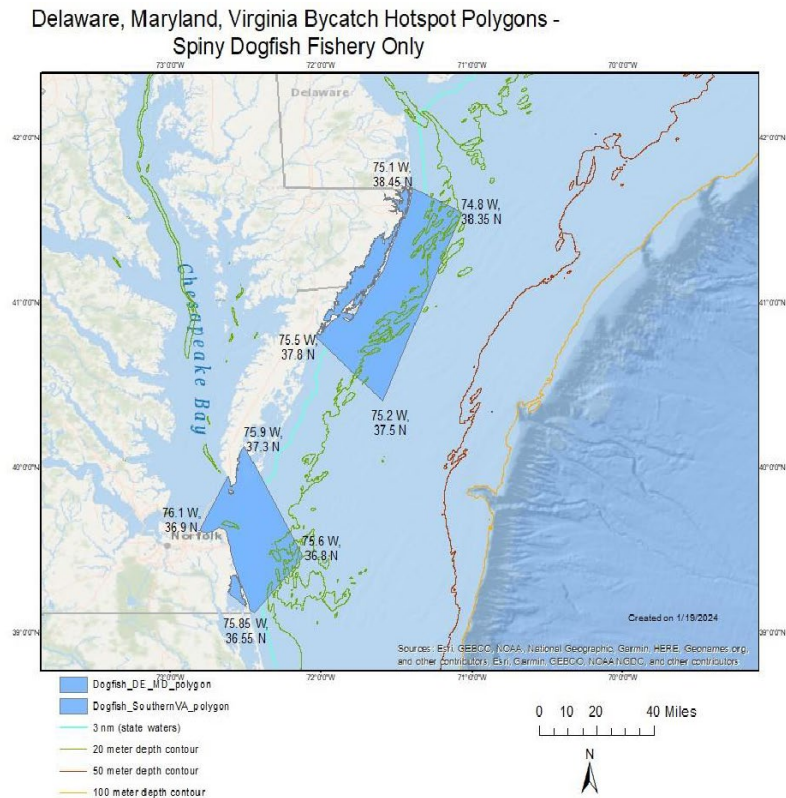 Delaware, Maryland, Virginia Bycatch Hotspot Polygons -
Spiny Dogfish Fishery Only
73°0'0"W
72°0'0"W
71°0'0"W
70°0'0"W
Delaware
42°0'0"N
42°0'0"N
75.1 W,
38.45 N
74.8 W
38.35 N
41°0'0"N
41°0'0"N
Chesapeake Bay
75.5 W,
37.8 N
75.2 W
37.5 N
75.9 W,
37.3 N
40°0'0"N
40°0'0"N
76.1 W,
36.9 N
Norfolk
75.6 W
36.8 N
75.85 W
36.55 N
Created on 1/19/2024
39°0'0"N
39°0'0"N
Sources: Esri, GEBCO, NOAA, National Geographic, Garmin, HERE, Geonames.org,
and other contributors, Esri, Garmin, GEBCO, NOAA NGDC, and other contributors
73°0'0"W
72°0'0"W
71°0'0"W
70°0'0"W
Dogfish_DE_MD_polygon
Dogfish_SouthernVA_polygon
3 nm (state waters)
20 meter depth contour
50 meter depth contour
100 meter depth contour
0 10 20 40 Miles
N